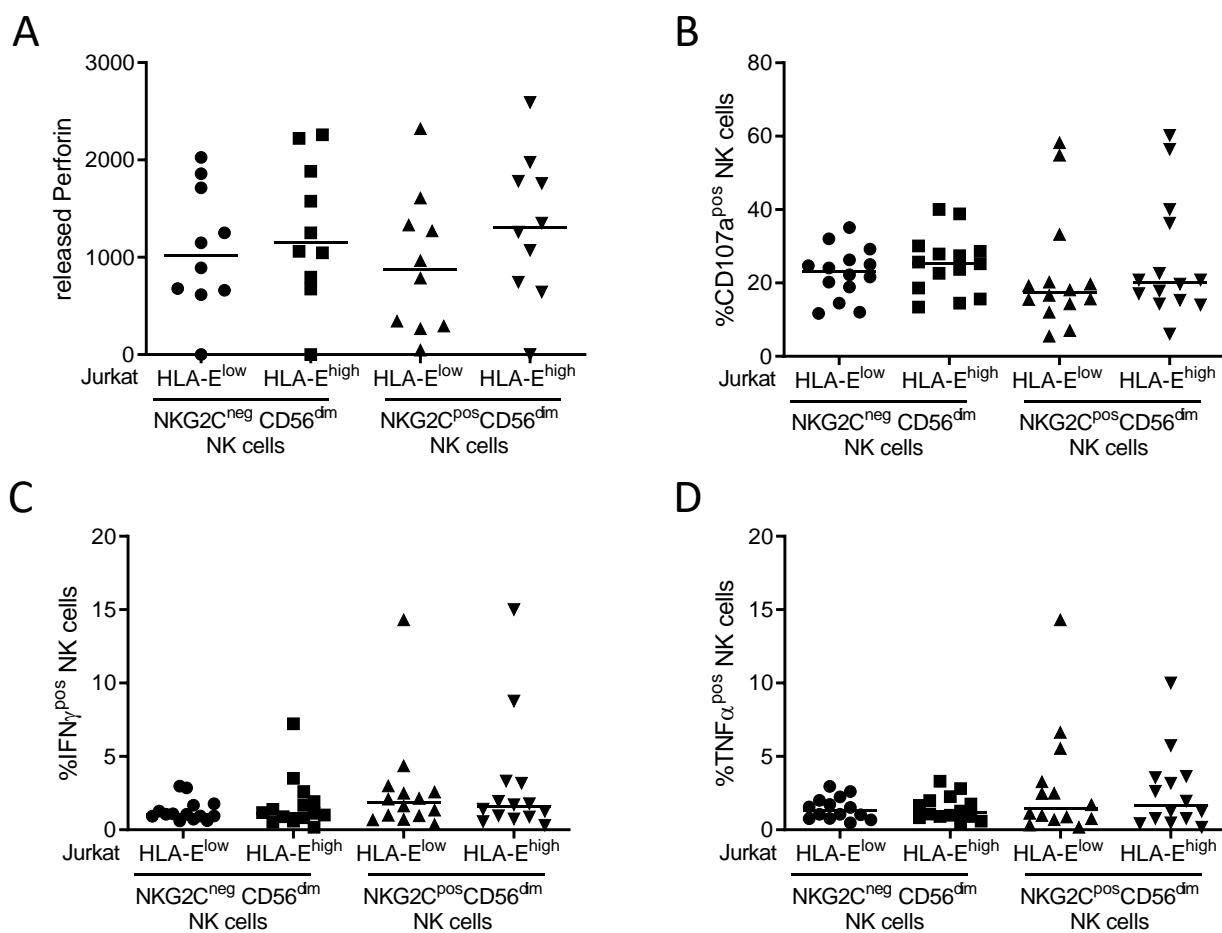 A
3000
2000
1000
0
released Perforin
Jurkat HLA-E^low HLA-E^high HLA-E^low HLA-E^high
NKG2C^neg CD56^dim NKG2C^pos CD56^dim
NK cells NK cells
B
80
60
40
20
0
%CD107a^pos NK cells
Jurkat HLA-E^low HLA-E^high HLA-E^low HLA-E^high
NKG2C^neg CD56^dim NKG2C^pos CD56^dim
NK cells NK cells
C
20
15
10
5
0
%IFNγ^pos NK cells
Jurkat HLA-E^low HLA-E^high HLA-E^low HLA-E^high
NKG2C^neg CD56^dim NKG2C^pos CD56^dim
NK cells NK cells
D
20
15
10
5
0
%TNFα^pos NK cells
Jurkat HLA-E^low HLA-E^high HLA-E^low HLA-E^high
NKG2C^neg CD56^dim NKG2C^pos CD56^dim
NK cells NK cells